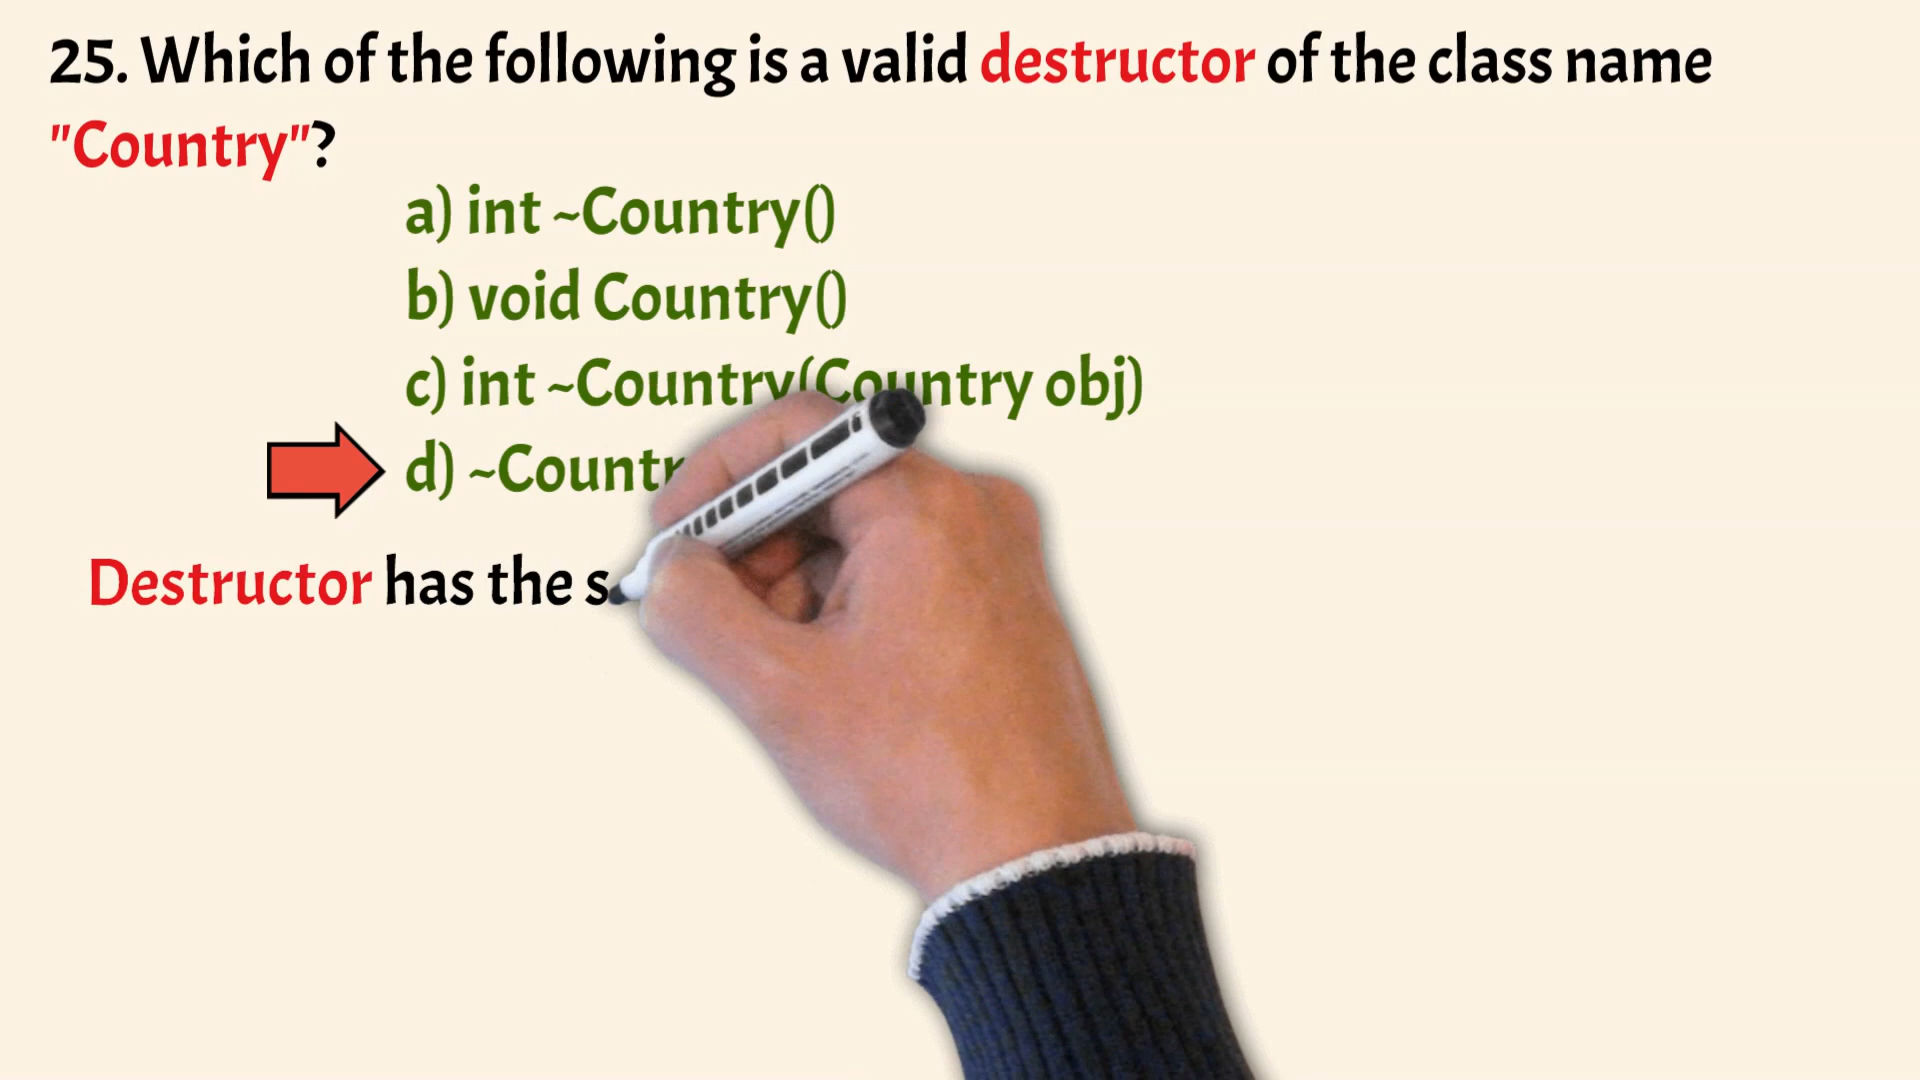 25. Which of the following is a valid destructor of the class name
"Country"?
a) int ~Country()
b) void Country()
c) int ~Country(Country obj)
d) ~Countr
Destructor has the s